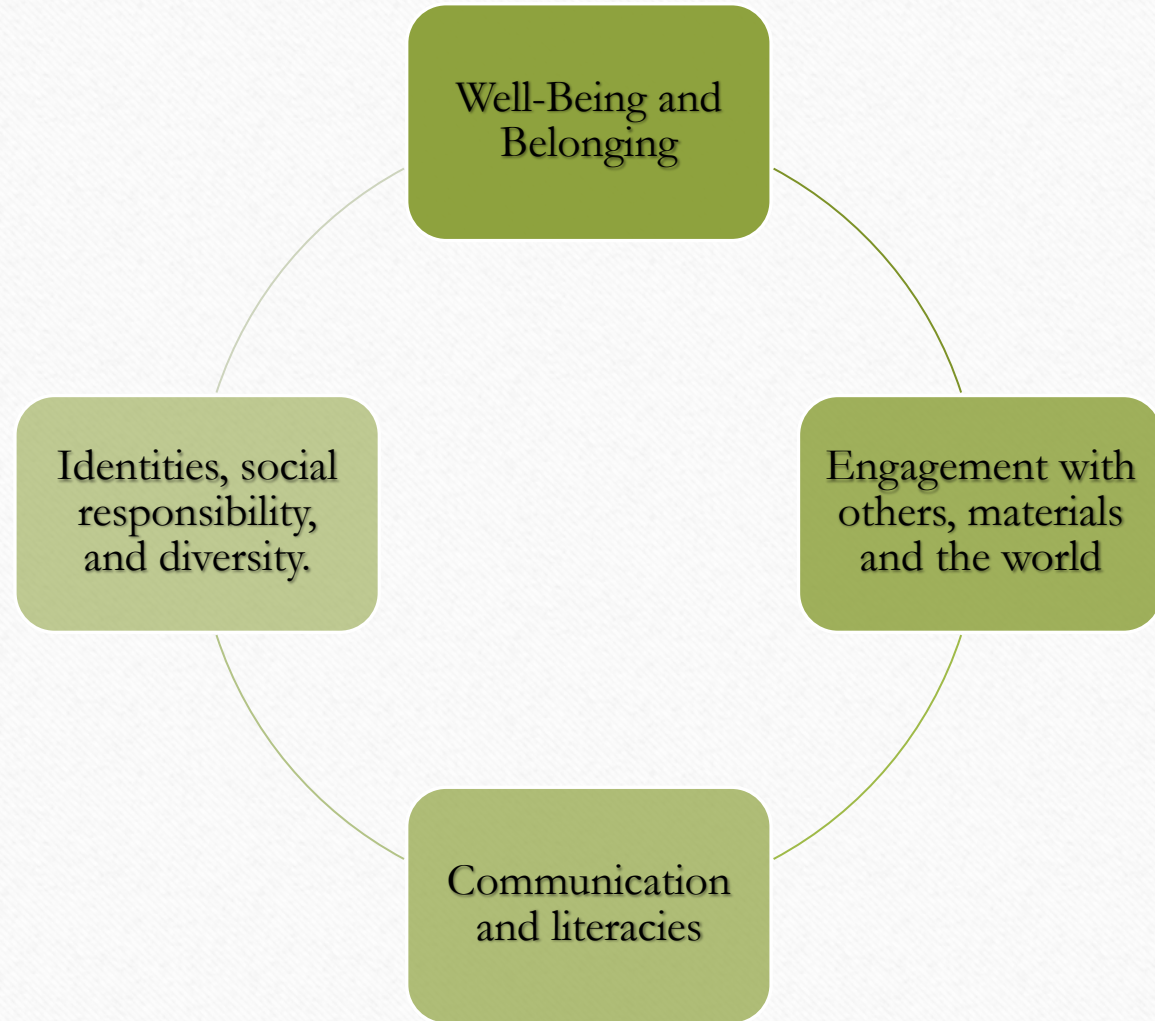 Well-Being and
Belonging
Identities, social
responsibility,
and diversity.
Engagement with
others, materials
and the world
Communication
and literacies